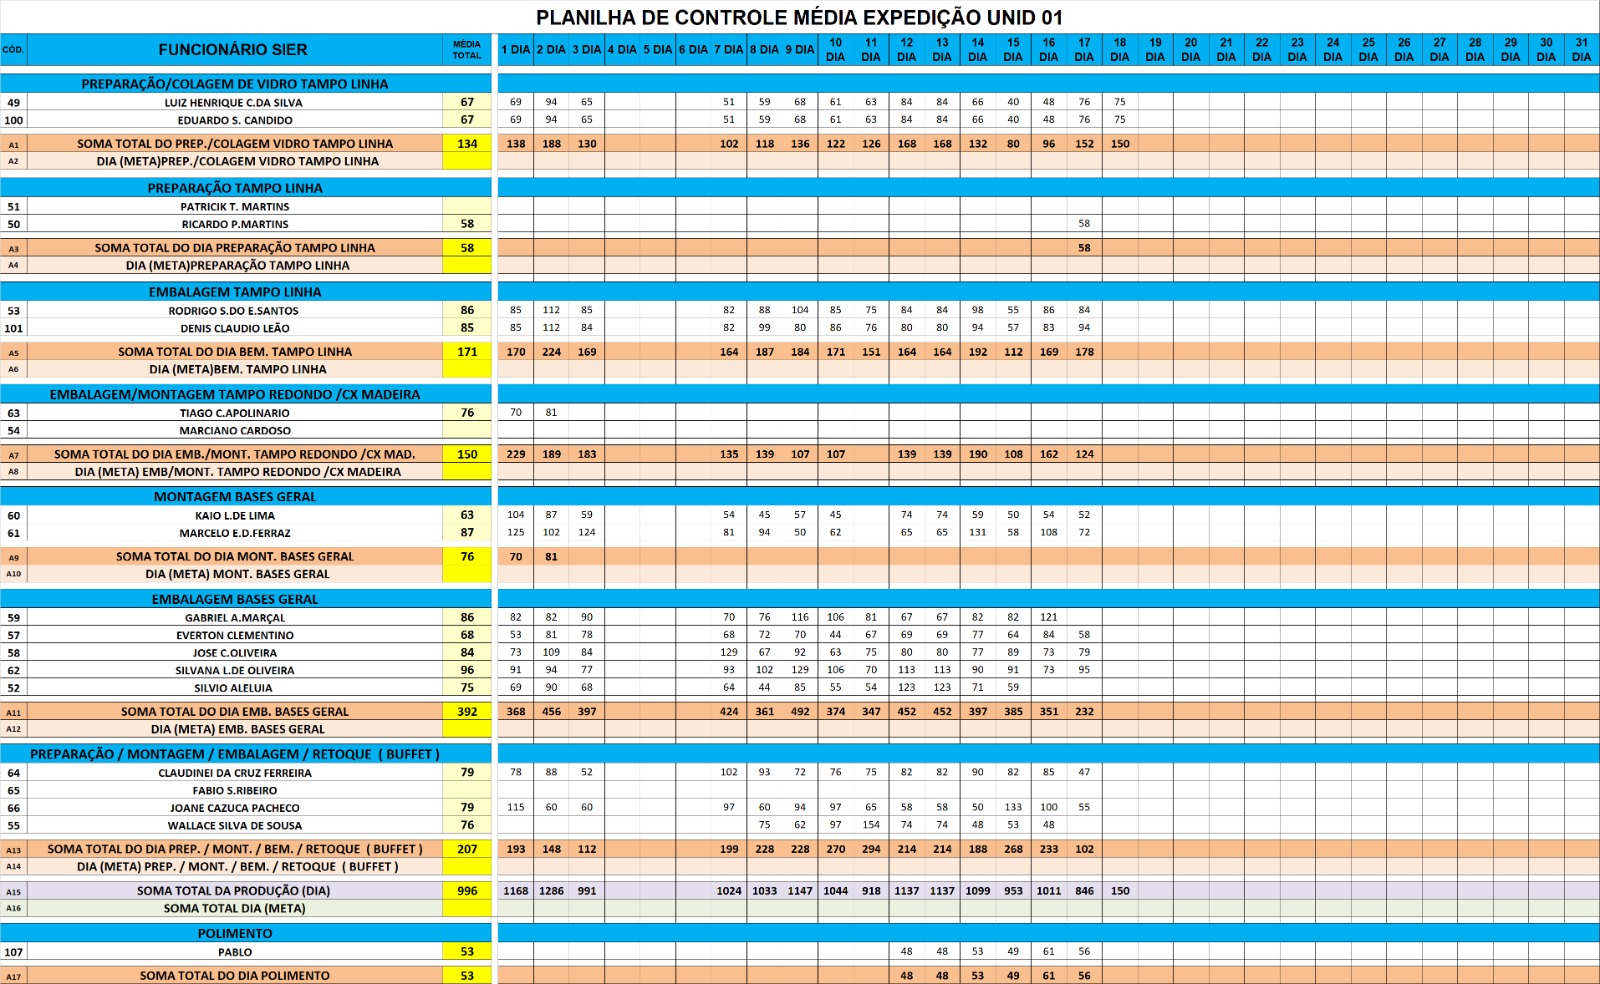 PLANILHA DE CONTROLE MÉDIA EXPEDIÇÃO UNID 01
CÓD. FUNCIONÁRIO SIER MÉDIA TOTAL 1 DIA 2 DIA 3 DIA 4 DIA 5 DIA 6 DIA 7 DIA 8 DIA 9 DIA 10 DIA 11 DIA 12 DIA 13 DIA 14 DIA 15 DIA 16 DIA 17 DIA 18 DIA 19 DIA 20 DIA 21 DIA 22 DIA 23 DIA 24 DIA 25 DIA 26 DIA 27 DIA 28 DIA 29 DIA 30 DIA 31 DIA
PREPARAÇÃO/COLAGEM DE VIDRO TAMPO LINHA
49 LUIZ HENRIQUE C.DA SILVA 67 69 94 65 51 59 68 61 63 84 84 66 40 48 76 75
100 EDUARDO S. CANDIDO 67 69 94 65 51 59 68 61 63 84 84 66 40 48 76 75
A1 SOMA TOTAL DO PREP./COLAGEM VIDRO TAMPO LINHA 134 138 188 130 102 118 136 122 126 168 168 132 80 96 152 150
A2 DIA (META)PREP./COLAGEM VIDRO TAMPO LINHA
PREPARAÇÃO TAMPO LINHA
51 PATRICIK T. MARTINS
50 RICARDO P.MARTINS 58 58
A3 SOMA TOTAL DO DIA PREPARAÇÃO TAMPO LINHA 58 58
A4 DIA (META)PREPARAÇÃO TAMPO LINHA
EMBALAGEM TAMPO LINHA
53 RODRIGO S.DO E.SANTOS 86 85 112 85 82 88 104 85 75 84 84 98 55 86 84
101 DENIS CLAUDIO LEÃO 85 85 112 84 82 99 80 86 76 80 80 94 57 83 94
A5 SOMA TOTAL DO DIA BEM. TAMPO LINHA 171 170 224 169 164 187 184 171 151 164 164 192 112 169 178
A6 DIA (META)BEM. TAMPO LINHA
EMBALAGEM/MONTAGEM TAMPO REDONDO /CX MADEIRA
63 TIAGO C.APOLINARIO 76 70 81
54 MARCIANO CARDOSO
A7 SOMA TOTAL DO DIA EMB./MONT. TAMPO REDONDO /CX MAD. 150 229 189 183 135 139 107 107 139 139 190 108 162 124
A8 DIA (META) EMB/MONT. TAMPO REDONDO /CX MADEIRA
MONTAGEM BASES GERAL
60 KAIO L.DE LIMA 63 104 87 59 54 45 57 45 74 74 59 50 54 52
61 MARCELO E.D.FERRAZ 87 125 102 124 81 94 50 62 65 65 131 58 108 72
A9 SOMA TOTAL DO DIA MONT. BASES GERAL 76 70 81
A10 DIA (META) MONT. BASES GERAL
EMBALAGEM BASES GERAL
59 GABRIEL A.MARÇAL 86 82 82 90 70 76 116 106 81 67 67 82 82 121
57 EVERTON CLEMENTINO 68 53 81 78 68 72 70 44 67 69 69 77 64 84 58
58 JOSE C.OLIVEIRA 84 73 109 84 129 67 92 63 75 80 80 77 89 73 79
62 SILVANA L.DE OLIVEIRA 96 91 94 77 93 102 129 106 70 113 113 90 91 73 95
52 SILVIO ALELUIA 75 69 90 68 64 44 85 55 54 123 123 71 59
A11 SOMA TOTAL DO DIA EMB. BASES GERAL 392 368 456 397 424 361 492 374 347 452 452 397 385 351 232
A12 DIA (META) EMB. BASES GERAL
PREPARAÇÃO / MONTAGEM / EMBALAGEM / RETOQUE ( BUFFET )
64 CLAUDINEI DA CRUZ FERREIRA 79 78 88 52 102 93 72 76 75 82 82 90 82 85 47
65 FABIO S.RIBEIRO
66 JOANE CAZUCA PACHECO 79 115 60 60 97 60 94 97 65 58 58 50 133 100 55
55 WALLACE SILVA DE SOUSA 76 75 62 97 154 74 74 48 53 48
A13 SOMA TOTAL DO DIA PREP. / MONT. / BEM. / RETOQUE ( BUFFET ) 207 193 148 112 199 228 228 270 294 214 214 188 268 233 102
A14 DIA (META) PREP. / MONT. / BEM. / RETOQUE ( BUFFET )
A15 SOMA TOTAL DA PRODUÇÃO (DIA) 996 1168 1286 991 1024 1033 1147 1044 918 1137 1137 1099 953 1011 846 150
A16 SOMA TOTAL DIA (META)
POLIMENTO
107 PABLO 53 48 48 53 49 61 56
A17 SOMA TOTAL DO DIA POLIMENTO 53 48 48 53 49 61 56